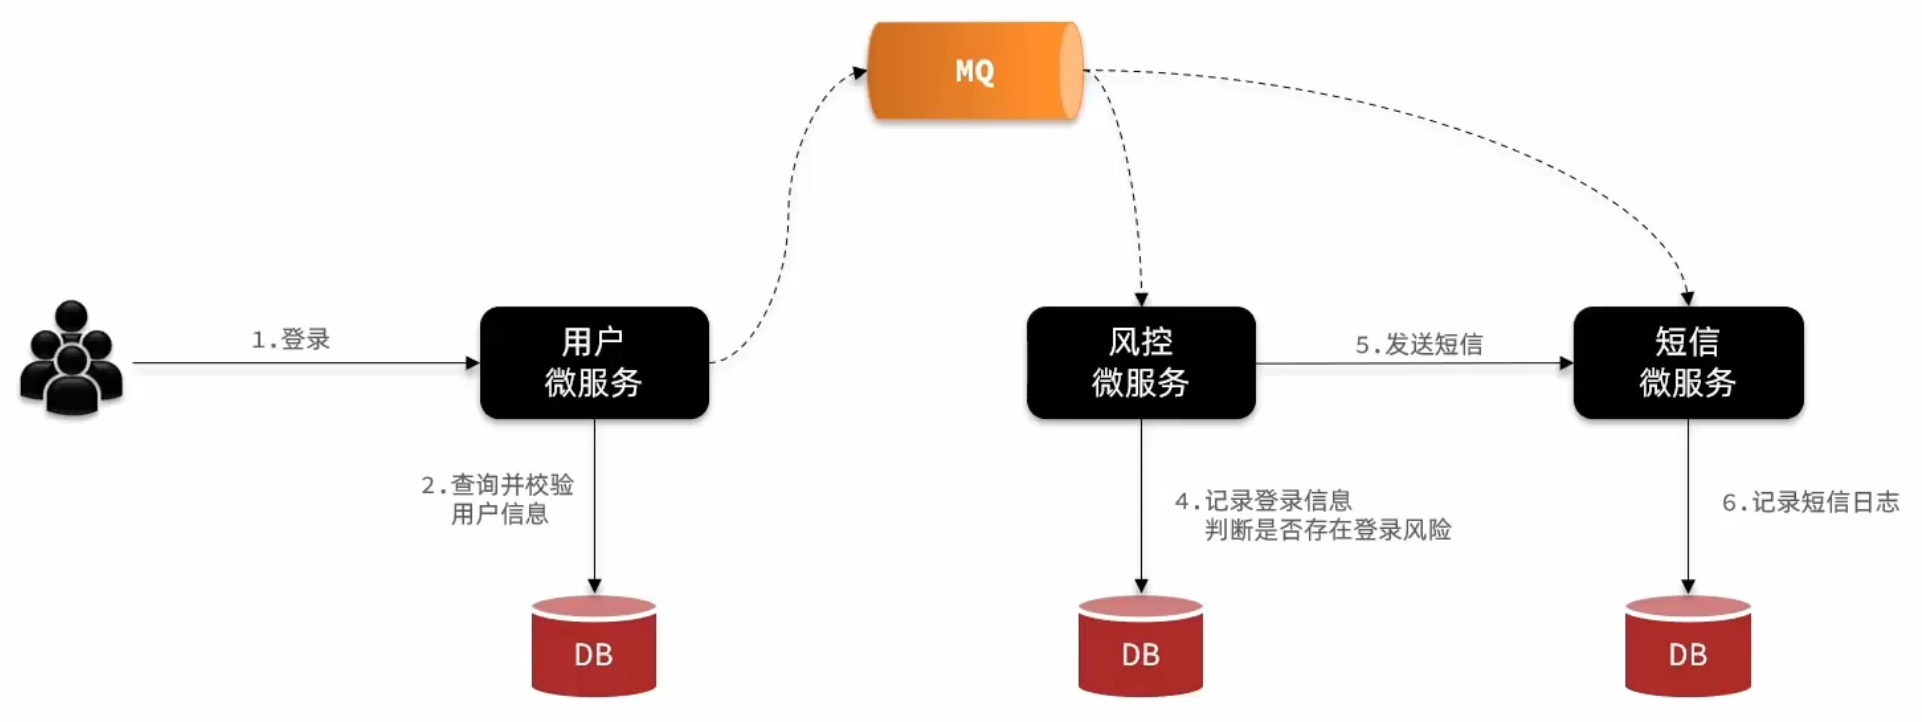 MQ
1.登录
用户
微服务
风控
微服务
5.发送短信
短信
微服务
2.查询并校验
用户信息
4.记录登录信息
判断是否存在登录风险
6.记录短信日志
DB
DB
DB